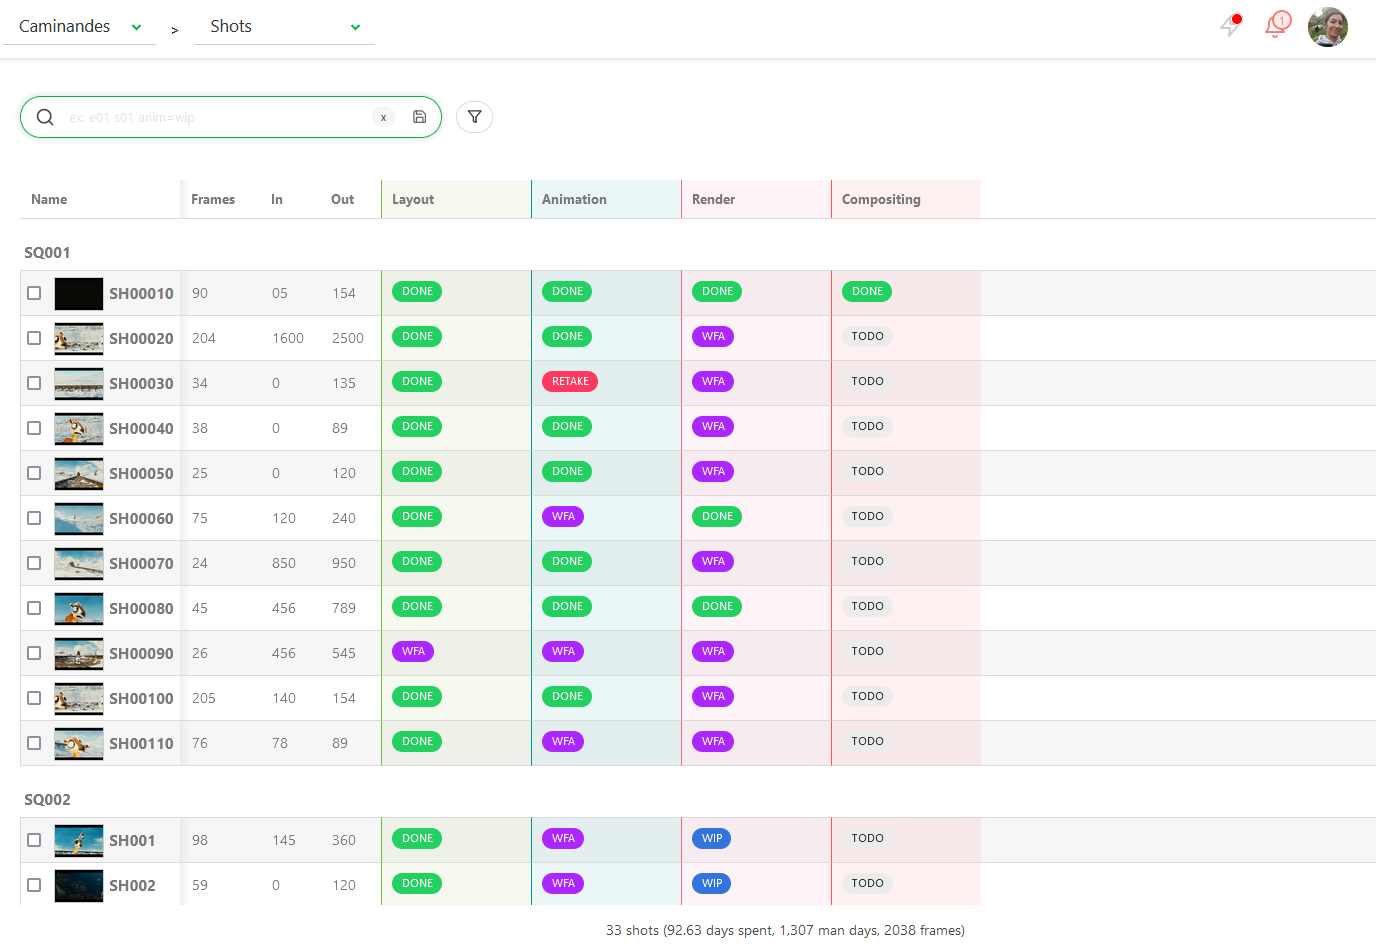 Caminandes > Shots 1
ex: e01 s01 anim=wip x
Name Frames In Out Layout Animation Render Compositing
SQ001
SH00010 90 05 154 DONE DONE DONE DONE
SH00020 204 1600 2500 DONE DONE WFA TODO
SH00030 34 0 135 DONE RETAKE WFA TODO
SH00040 38 0 89 DONE DONE WFA TODO
SH00050 25 0 120 DONE DONE WFA TODO
SH00060 75 120 240 DONE WFA DONE TODO
SH00070 24 850 950 DONE DONE WFA TODO
SH00080 45 456 789 DONE DONE DONE TODO
SH00090 26 456 545 WFA WFA WFA TODO
SH00100 205 140 154 DONE DONE WFA TODO
SH00110 76 78 89 DONE WFA WFA TODO
SQ002
SH001 98 145 360 DONE WFA WIP TODO
SH002 59 0 120 DONE WFA WIP TODO
33 shots (92.63 days spent, 1,307 man days, 2038 frames)